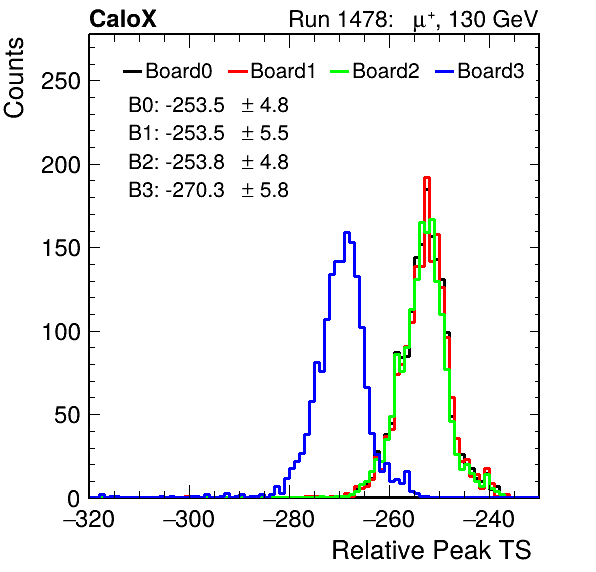 CaloX Run 1478: μ⁺, 130 GeV
Counts
Board0 Board1 Board2 Board3
B0: -253.5 ± 4.8
B1: -253.5 ± 5.5
B2: -253.8 ± 4.8
B3: -270.3 ± 5.8
250
200
150
100
50
0
−320 −300 −280 −260 −240
Relative Peak TS